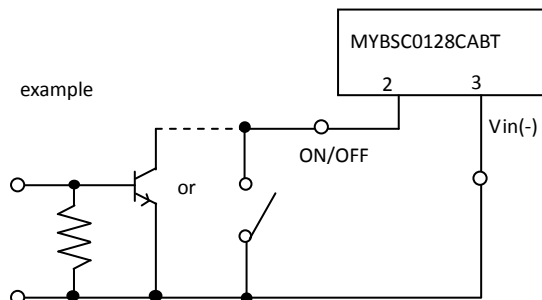 MYBSC0128CABT
2 3
example
Vin(-)
ON/OFF
or